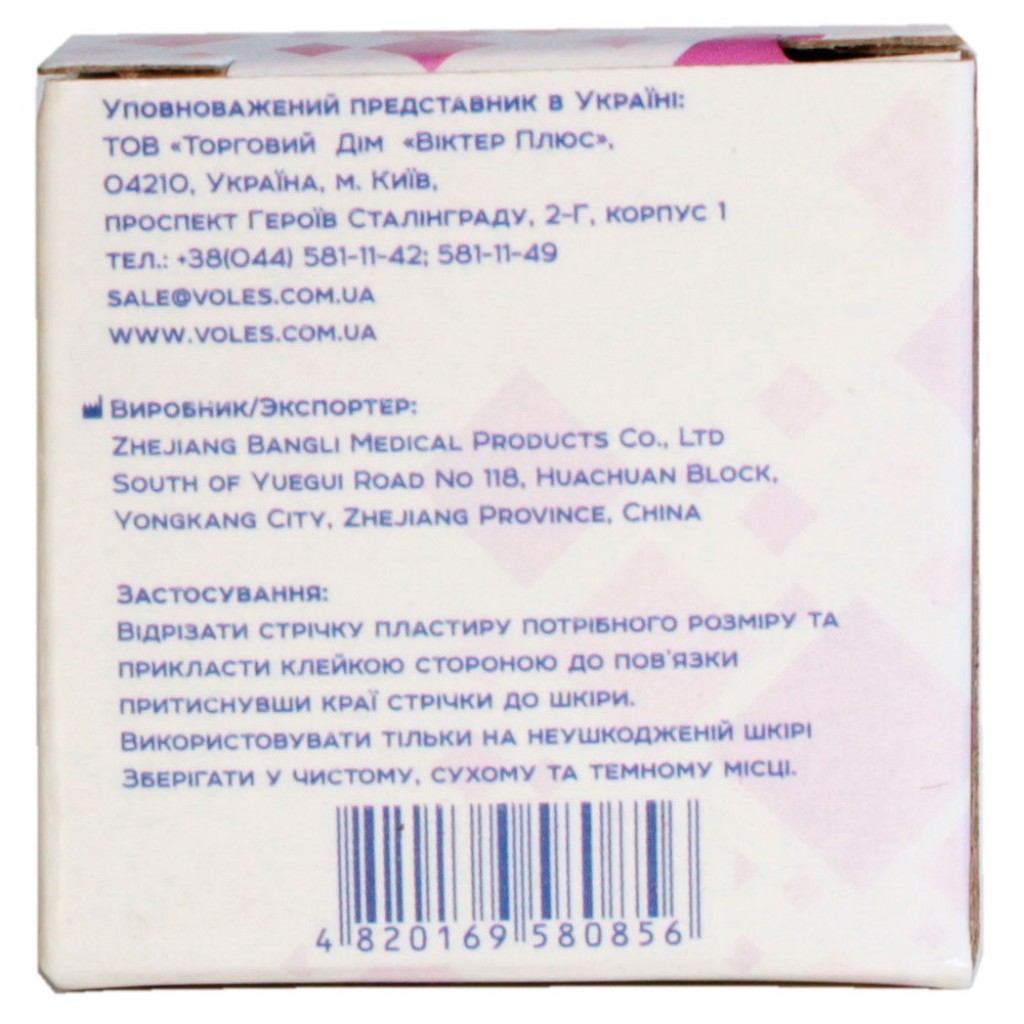 Уповноважений представник в Україні:
ТОВ «Торговий Дім «Віктер Плюс»,
04210, Україна, м. Київ,
проспект Героїв Сталінграду, 2-Г, корпус 1
тел.: +38(044) 581-11-42; 581-11-49
sale@voles.com.ua
www.voles.com.ua
Виробник/Экспортер:
Zhejiang Bangli Medical Products Co., Ltd
South of Yuegui Road No 118, Huachuan Block,
Yongkang City, Zhejiang Province, China
Застосування:
Відрізати стрічку пластиру потрібного розміру та
прикласти клейкою стороною до пов'язки
притиснувши краї стрічки до шкіри.
Використовувати тільки на неушкодженій шкірі
Зберігати у чистому, сухому та темному місці.
4 820169 580856